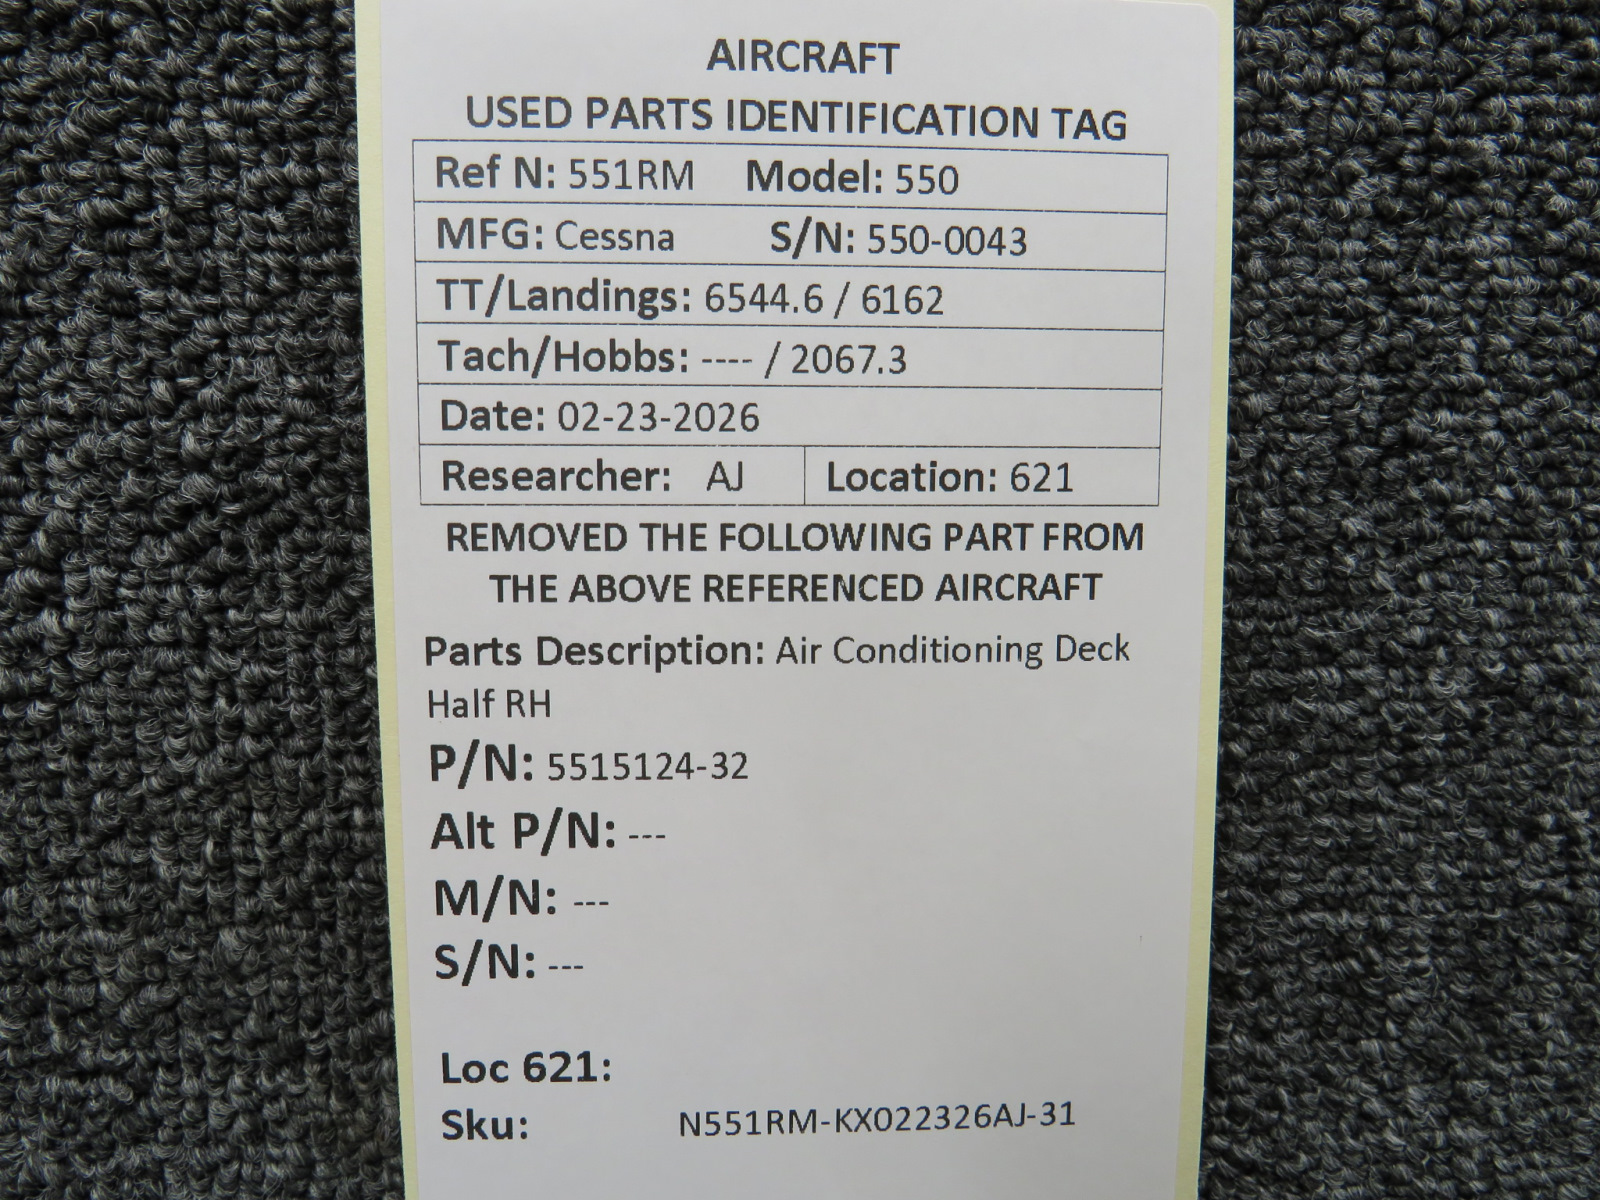 AIRCRAFT
USED PARTS IDENTIFICATION TAG
Ref N: 551RM Model: 550
MFG: Cessna S/N: 550-0043
TT/Landings: 6544.6 / 6162
Tach/Hobbs: ---- / 2067.3
Date: 02-23-2026
Researcher: AJ Location: 621
REMOVED THE FOLLOWING PART FROM
THE ABOVE REFERENCED AIRCRAFT
Parts Description: Air Conditioning Deck
Half RH
P/N: 5515124-32
Alt P/N: ---
M/N: ---
S/N: ---
Loc 621:
Sku: N551RM-KX022326AJ-31